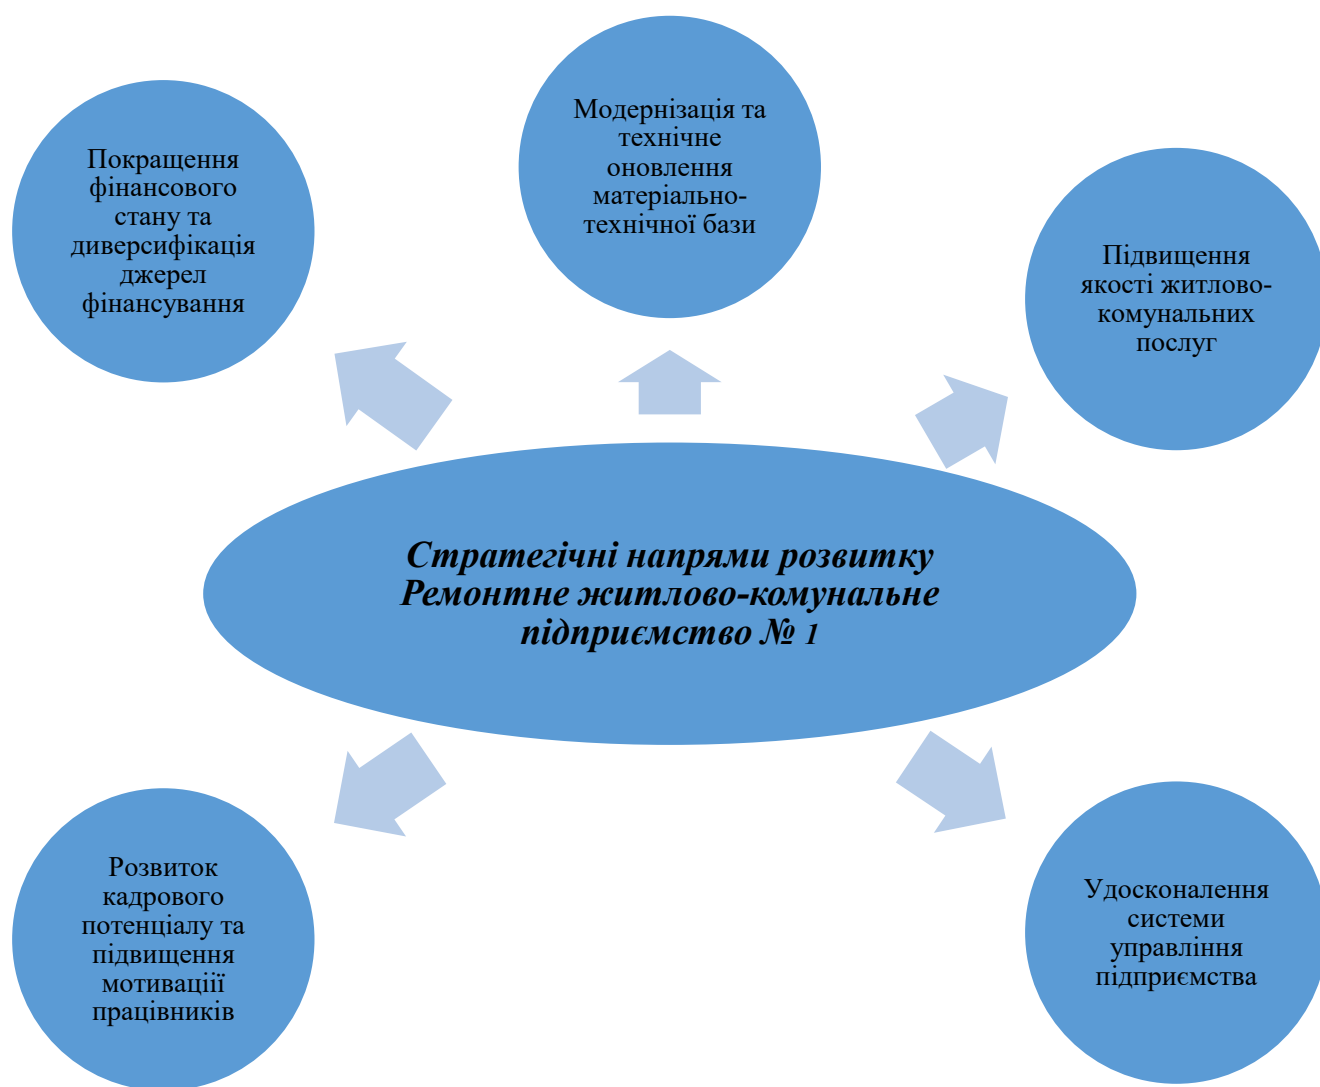 Покращення
фінансового
стану та
диверсифікація
джерел
фінансування
Модернізація та
технічне
оновлення
матеріально-
технічної бази
Підвищення
якості житлово-
комунальних
послуг
Стратегічні напрями розвитку
Ремонтне житлово-комунальне
підприємство № 1
Розвиток
кадрового
потенціалу та
підвищення
мотиваціїї
працівників
Удосконалення
системи
управління
підприємства